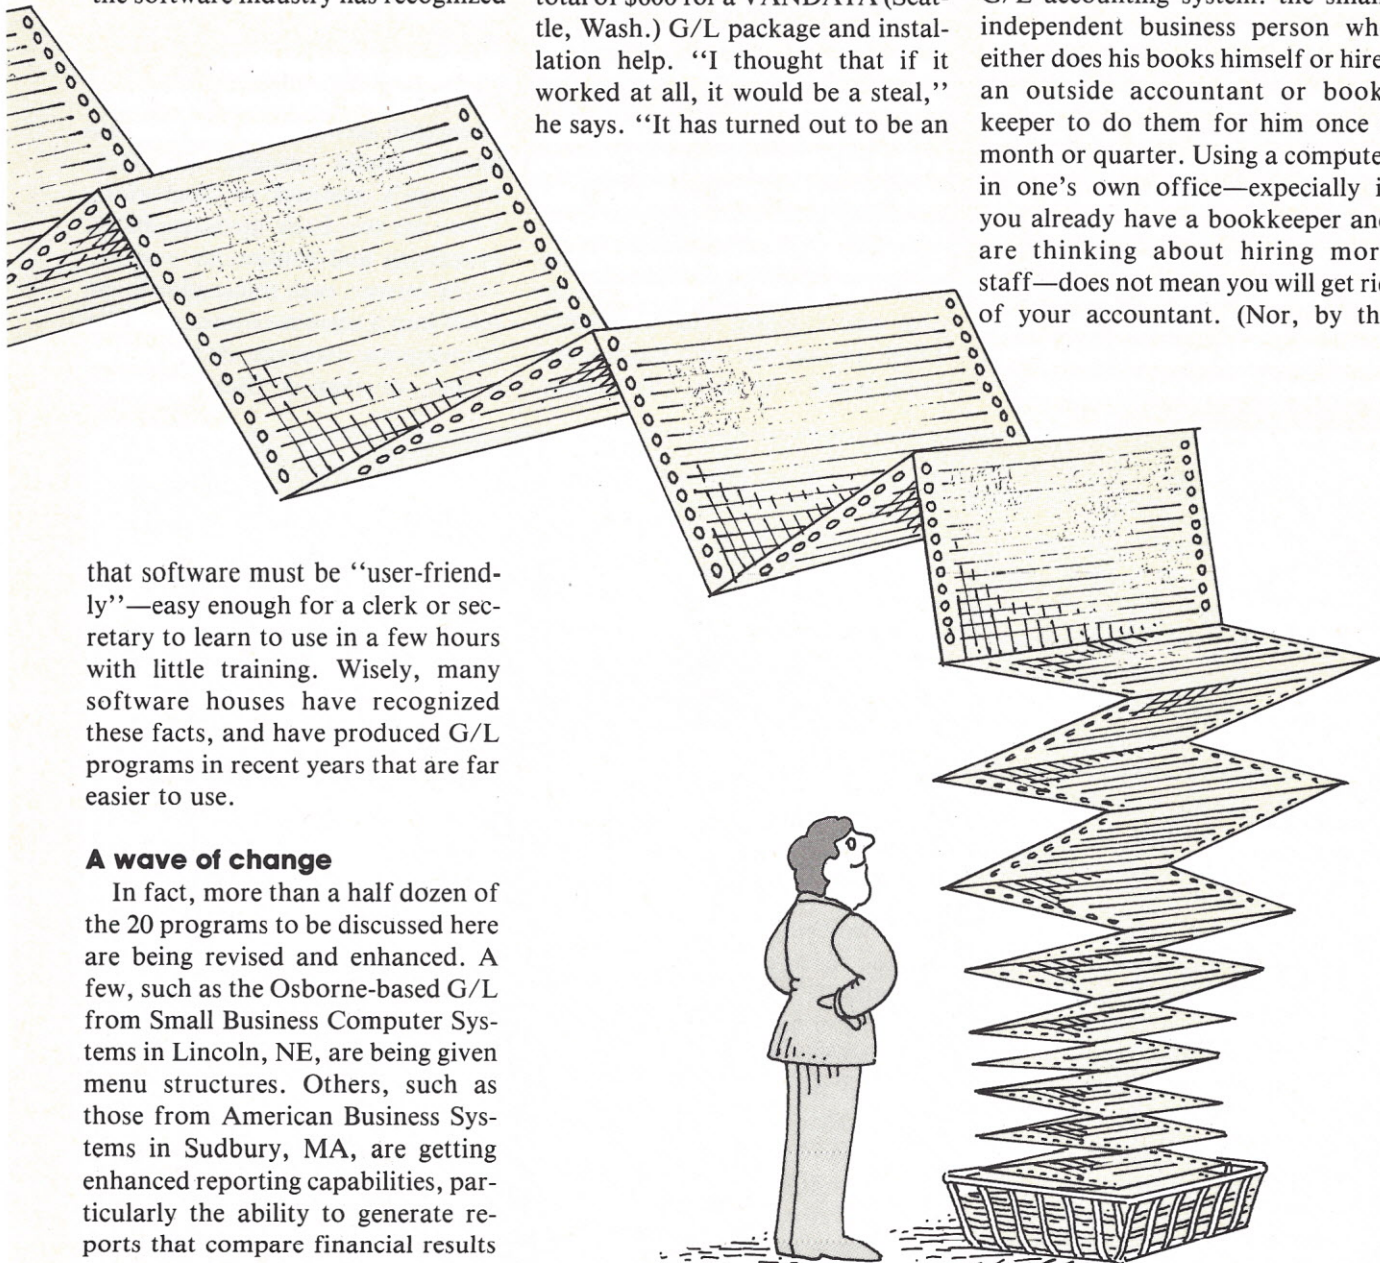 the software industry has recognized
that software must be “user-friend-
ly”—easy enough for a clerk or sec-
retary to learn to use in a few hours
with little training. Wisely, many
software houses have recognized
these facts, and have produced G/L
programs in recent years that are far
easier to use.
A wave of change
In fact, more than a half dozen of
the 20 programs to be discussed here
are being revised and enhanced. A
few, such as the Osborne-based G/L
from Small Business Computer Sys-
tems in Lincoln, NE, are being given
menu structures. Others, such as
those from American Business Sys-
tems in Sudbury, MA, are getting
enhanced reporting capabilities, par-
ticularly the ability to generate re-
ports that compare financial results
total of for a VANDATA (Seat-
tle, Wash.) G/L package and instal-
lation help. “I thought that if it
worked at all, it would be a steal,”
he says. “It has turned out to be an
G/L accounting system: the small
independent business person wh
either does his books himself or hire
an outside accountant or book
keeper to do them for him once
month or quarter. Using a compute
in one's own office—expecially i
you already have a bookkeeper an
are thinking about hiring mor
staff—does not mean you will get ri
of your accountant. (Nor, by th